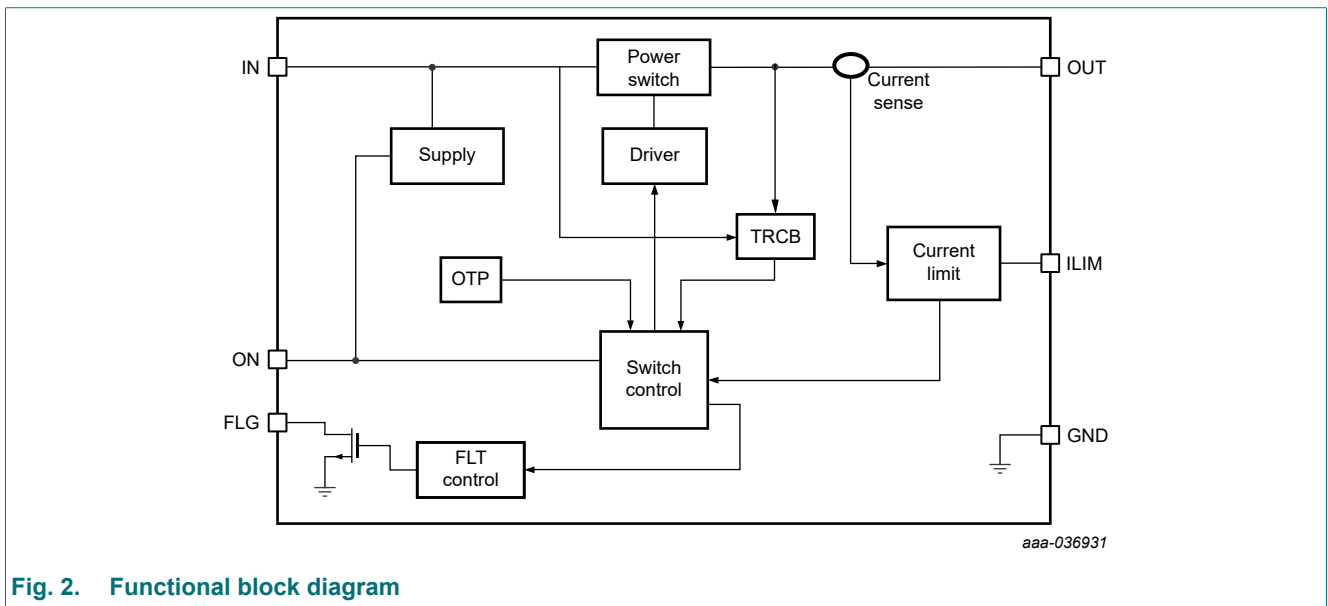 IN
Power
switch
OUT
Current
sense
Supply
Driver
TRCB
Current
limit
ILIM
OTP
ON
Switch
control
FLG
GND
FLT
control
aaa-036931
Fig. 2. Functional block diagram